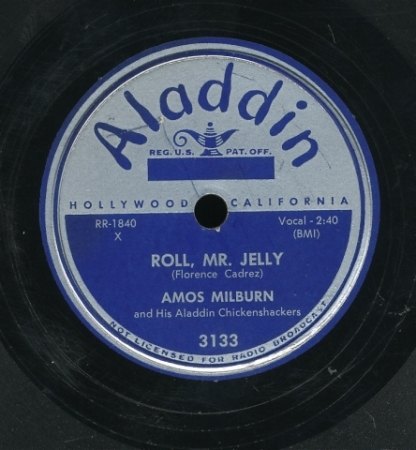 Aladdin
REG. U.S. PAT. OFF.
HOLLYWOOD CALIFORNIA
RR-1840 Vocal - 2:40
X (BMI)
ROLL, MR. JELLY
(Florence Cadrez)
AMOS MILBURN
and His Aladdin Chickenshackers
3133
NOT LICENSED FOR RADIO BROADCAST